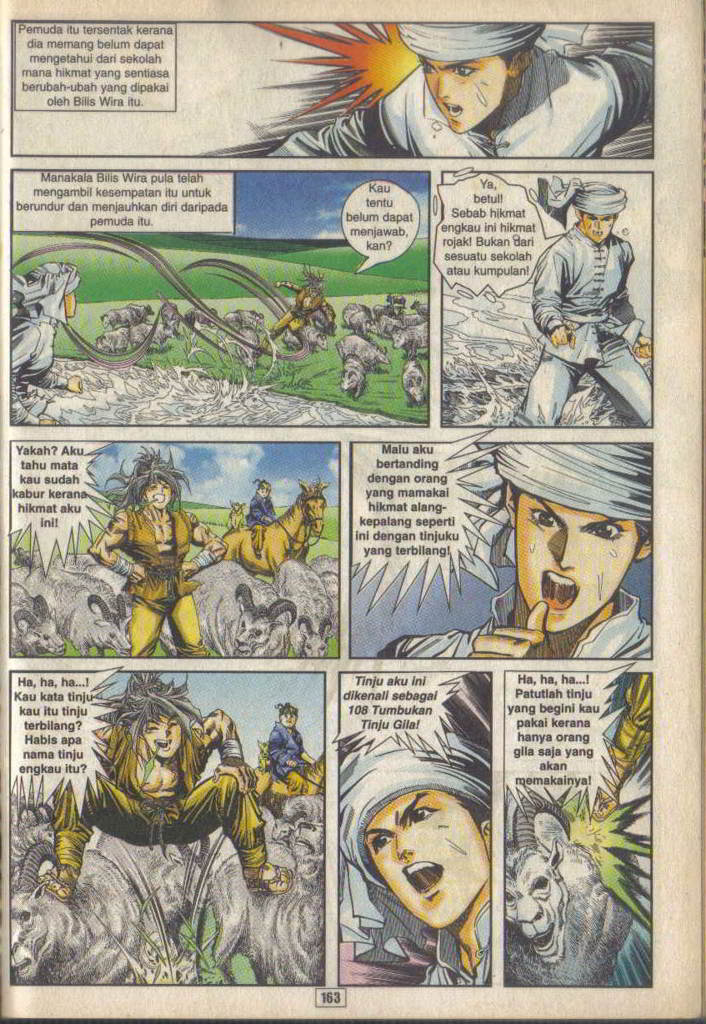 Pemuda itu tersentak kerana
dia memang belum dapat
mengetahui dari sekolah
mana hikmat yang sentiasa
berubah-ubah yang dipakai
oleh Bilis Wira itu.
Manakala Bilis Wira pula telah
mengambil kesempatan itu untuk
berundur dan menjauhkan diri daripada
pemuda itu.
Kau
tentu
belum dapat
menjawab,
kan?
Ya,
betul!
Sebab hikmat
engkau ini hikmat
rojak! Bukan dari
sesuatu sekolah
atau kumpulan!
Yakah? Aku
tahu mata
kau sudah
kabur kerana
hikmat aku
ini!
Malu aku
bertanding
dengan orang
yang mamakai
hikmat alang-
kepalang seperti
ini dengan tinjuku
yang terbilang!
Ha, ha, ha...!
Kau kata tinju
kau itu tinju
terbilang?
Habis apa
nama tinju
engkau itu?
Tinju aku ini
dikenali sebagai
108 Tumbukan
Tinju Gila!
Ha, ha, ha...!
Patutlah tinju
yang begini kau
pakai kerana
hanya orang
gila saja yang
akan
memakainya!
163